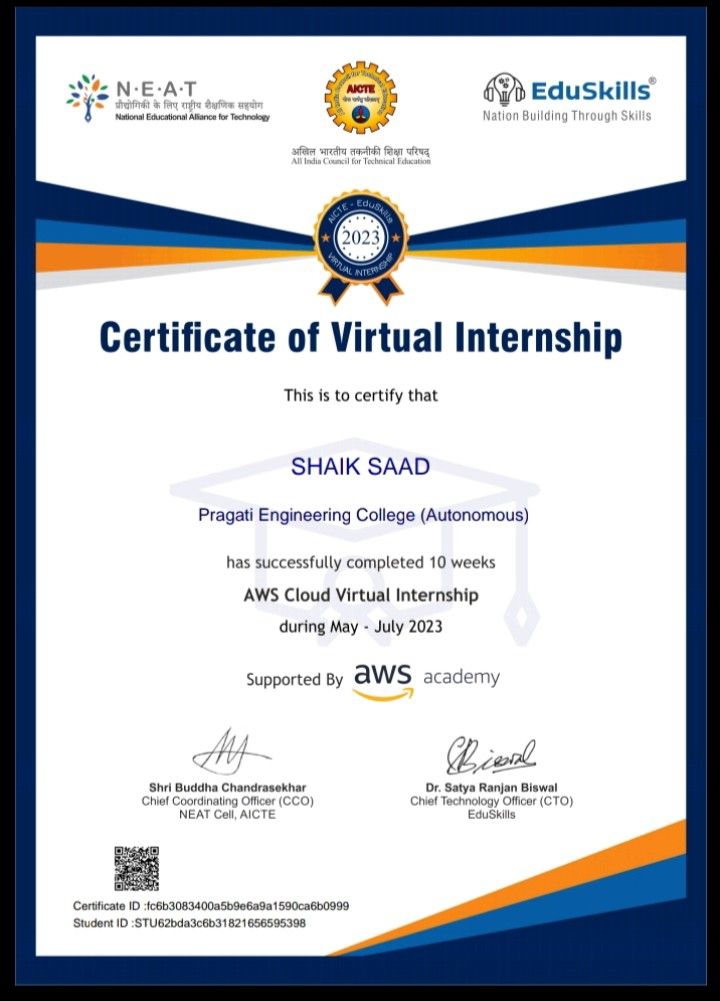 N·E·A·T
प्रौद्योगिकी के लिए राष्ट्रीय शैक्षणिक सहयोग
National Educational Alliance for Technology
AICTE
अखिल भारतीय तकनीकी शिक्षा परिषद्
All India Council for Technical Education
EduSkills®
Nation Building Through Skills
AICTE - EduSkills
2023
VIRTUAL INTERNSHIP
Certificate of Virtual Internship
This is to certify that
SHAIK SAAD
Pragati Engineering College (Autonomous)
has successfully completed 10 weeks
AWS Cloud Virtual Internship
during May - July 2023
Supported By aws academy
Shri Buddha Chandrasekhar
Chief Coordinating Officer (CCO)
NEAT Cell, AICTE
Dr. Satya Ranjan Biswal
Chief Technology Officer (CTO)
EduSkills
Certificate ID :fc6b3083400a5b9e6a9a1590ca6b0999
Student ID :STU62bda3c6b31821656595398